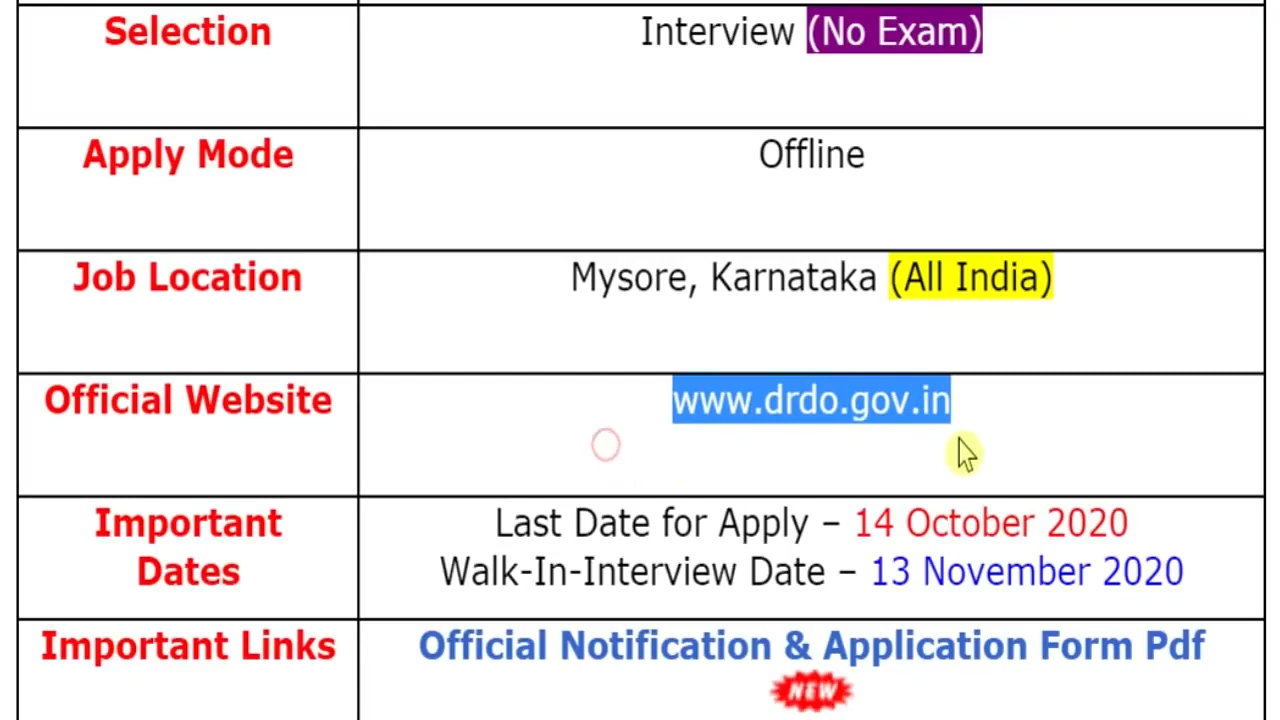 Selection
Interview (No Exam)
Apply Mode
Offline
Job Location
Mysore, Karnataka (All India)
Official Website
www.drdo.gov.in
Important
Dates
Last Date for Apply – 14 October 2020
Walk-In-Interview Date – 13 November 2020
Important Links
Official Notification & Application Form Pdf
NEW